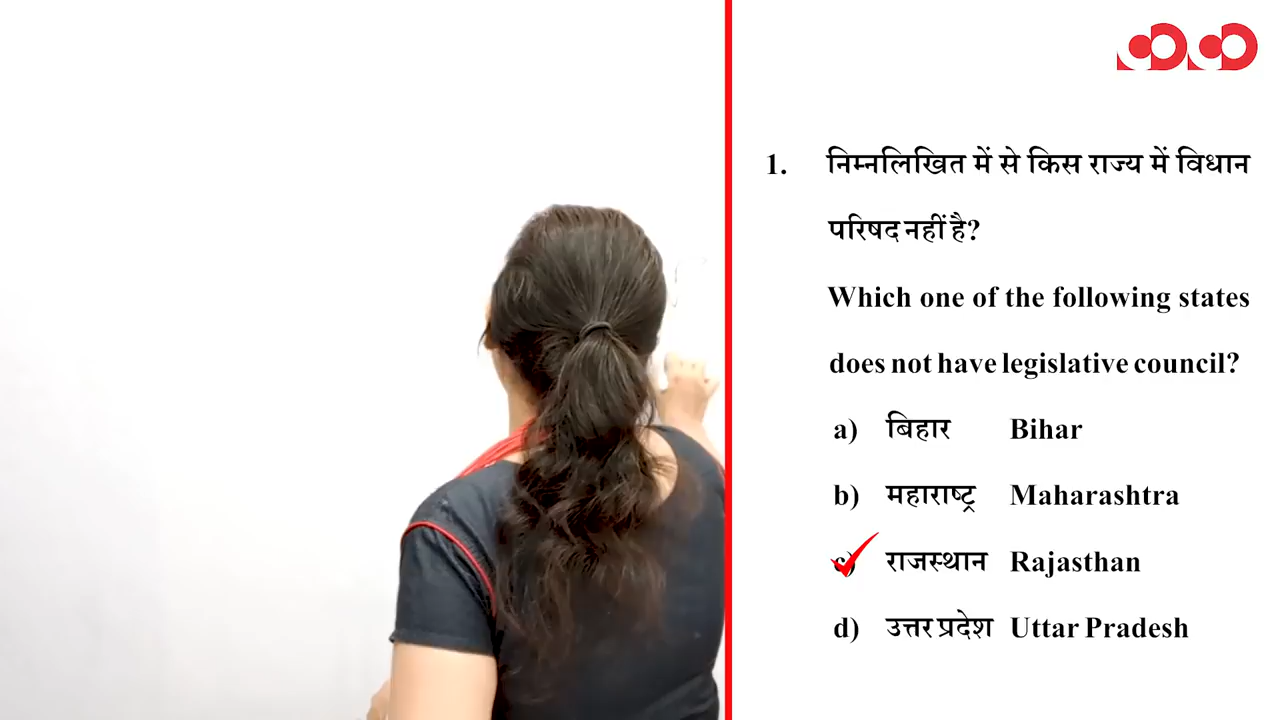 1. निम्नलिखित में से किस राज्य में विधान
परिषद नहीं है?
Which one of the following states
does not have legislative council?
a) बिहार Bihar
b) महाराष्ट्र Maharashtra
c) राजस्थान Rajasthan
d) उत्तर प्रदेश Uttar Pradesh